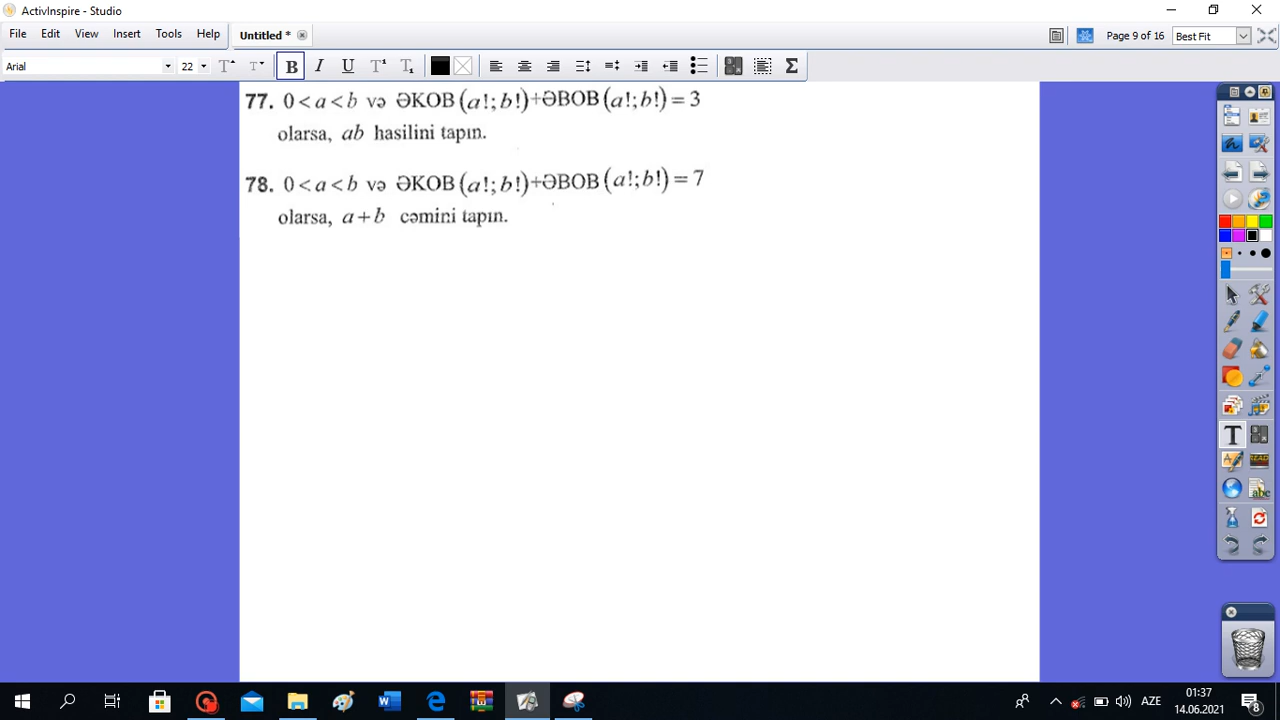 ActivInspire - Studio
File Edit View Insert Tools Help Untitled * Page 9 of 16 Best Fit
Arial 22 B I U
77. 0 < a < b və ƏKOB(a!; b!)+ƏBOB(a!; b!) = 3
olarsa, ab hasilini tapın.
78. 0 < a < b və ƏKOB(a!; b!)+ƏBOB(a!; b!) = 7
olarsa, a + b cəmini tapın.
AZE
01:37
14.06.2021
8